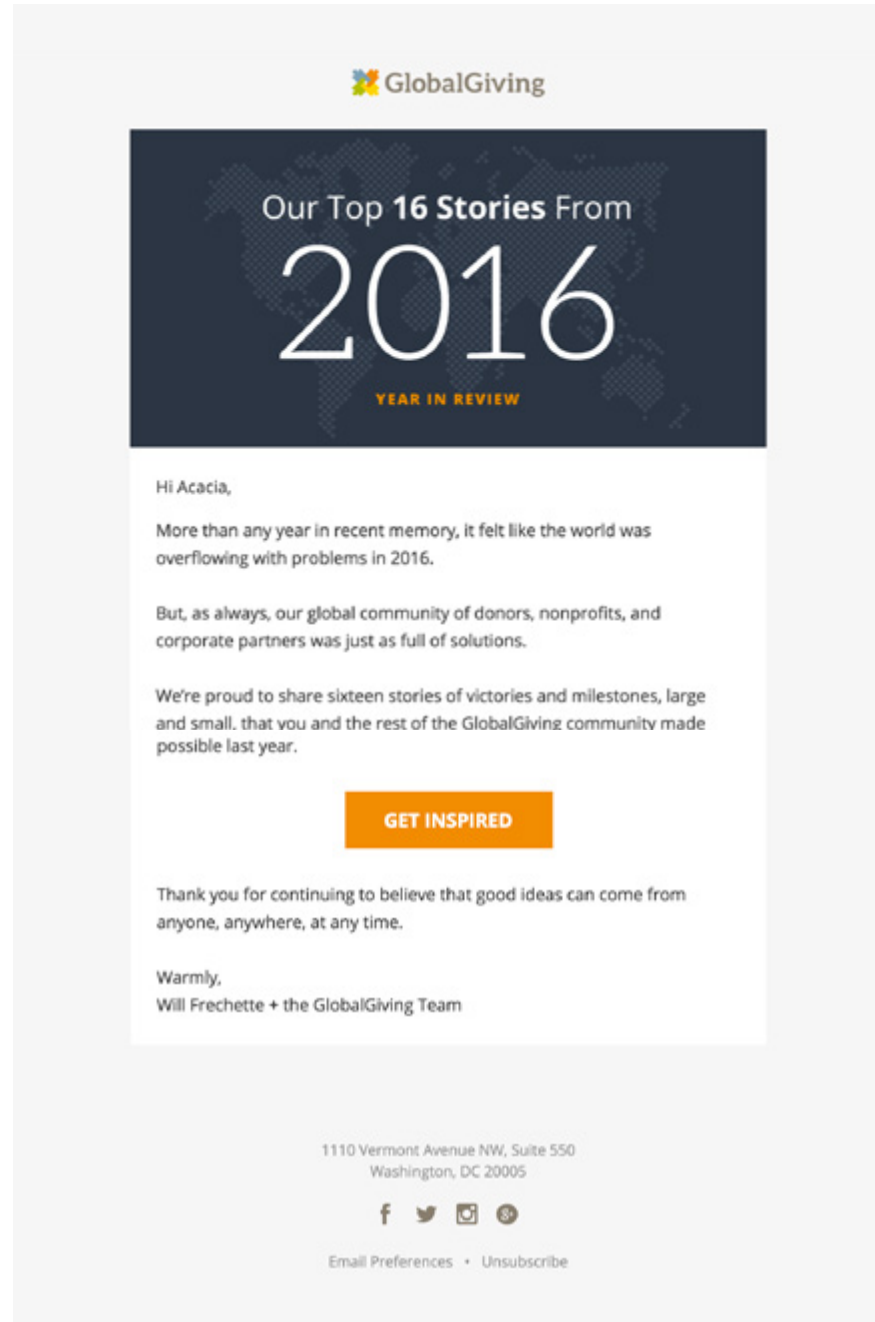 GlobalGiving
Our Top 16 Stories From
2016
YEAR IN REVIEW
Hi Acacia,
More than any year in recent memory, it felt like the world was
overflowing with problems in 2016.
But, as always, our global community of donors, nonprofits, and
corporate partners was just as full of solutions.
We're proud to share sixteen stories of victories and milestones, large
and small, that you and the rest of the GlobalGiving community made
possible last year.
GET INSPIRED
Thank you for continuing to believe that good ideas can come from
anyone, anywhere, at any time.
Warmly,
Will Frechette + the GlobalGiving Team
1110 Vermont Avenue NW, Suite 550
Washington, DC 20005
Email Preferences • Unsubscribe